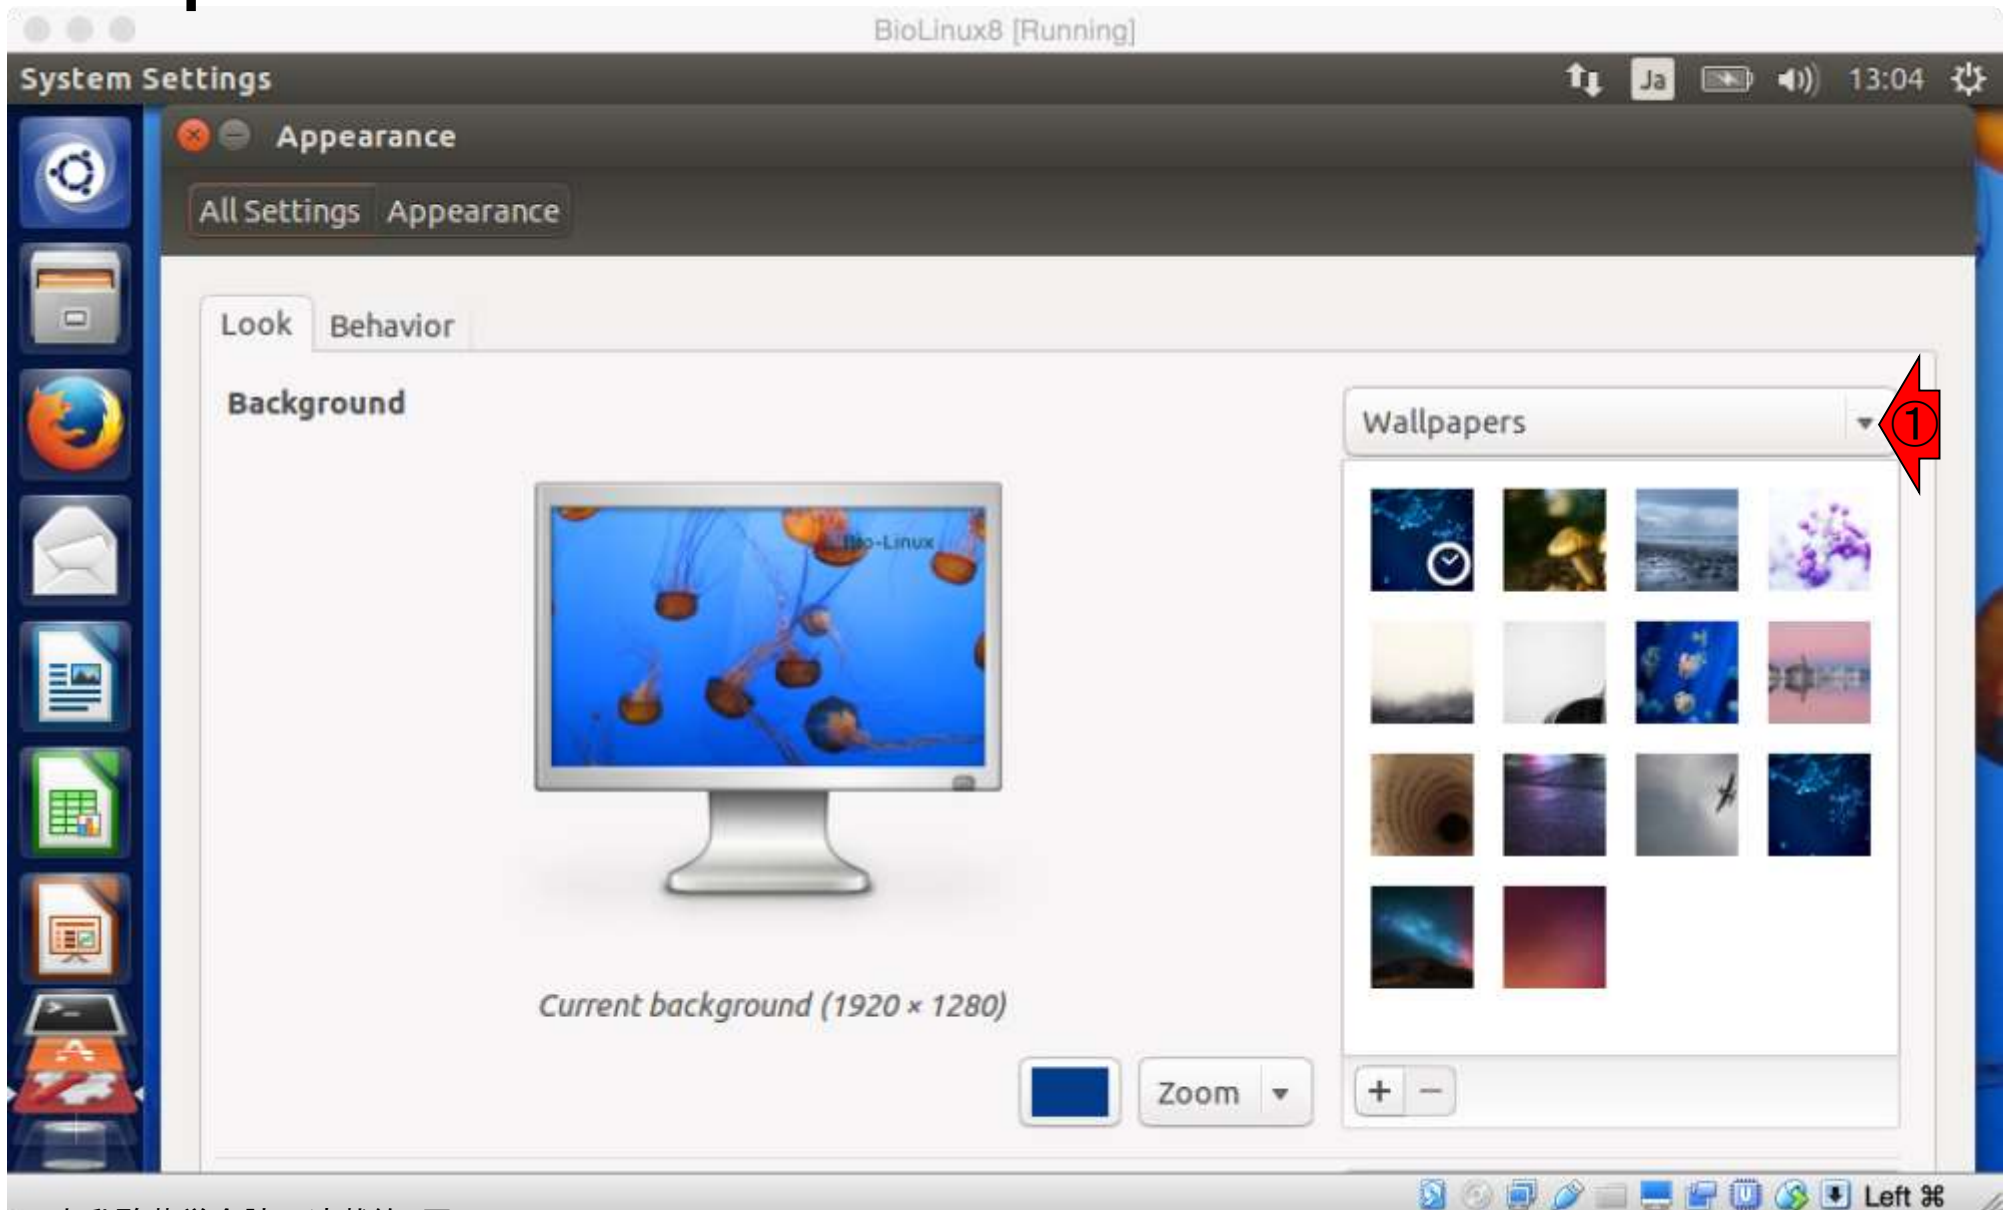 BioLinux8 [Running]
System Settings
Ja
13:04
Appearance
All Settings Appearance
Look Behavior
Background
Wallpapers
①
Bio-Linux
Current background (1920 × 1280)
Zoom
+ −
Left ⌘